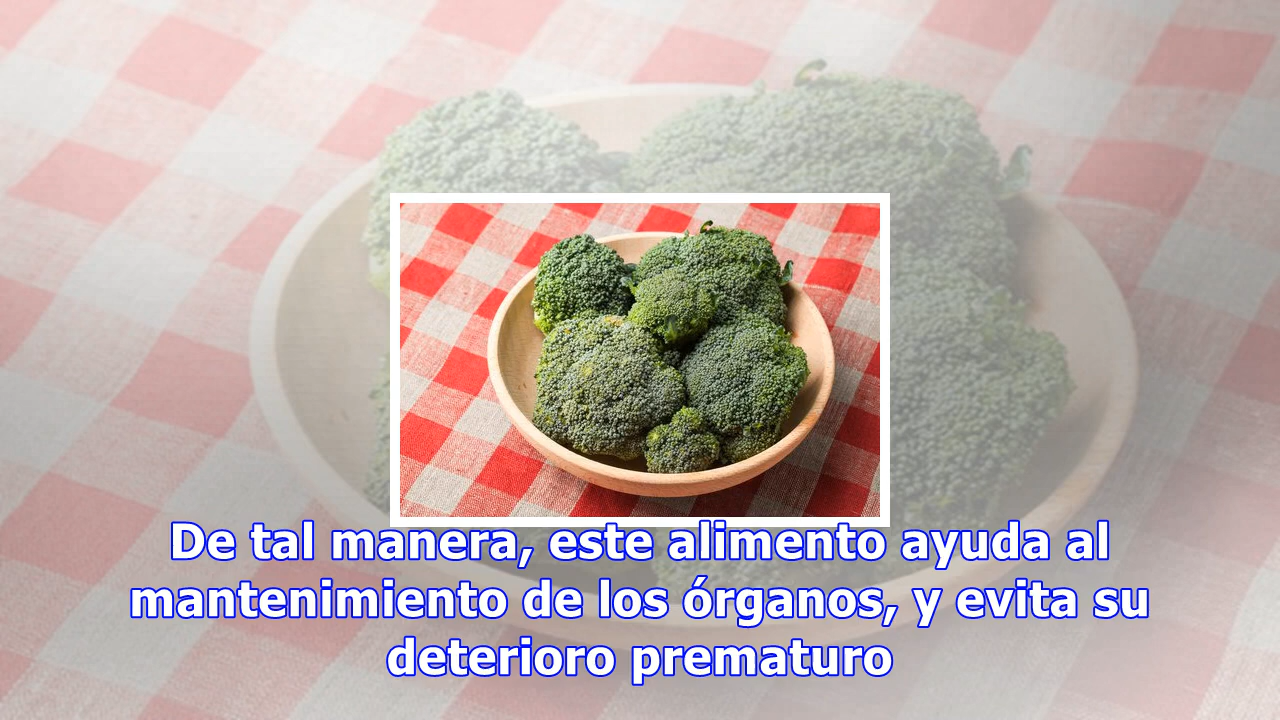 De tal manera, este alimento ayuda al
mantenimiento de los órganos, y evita su
deterioro prematuro